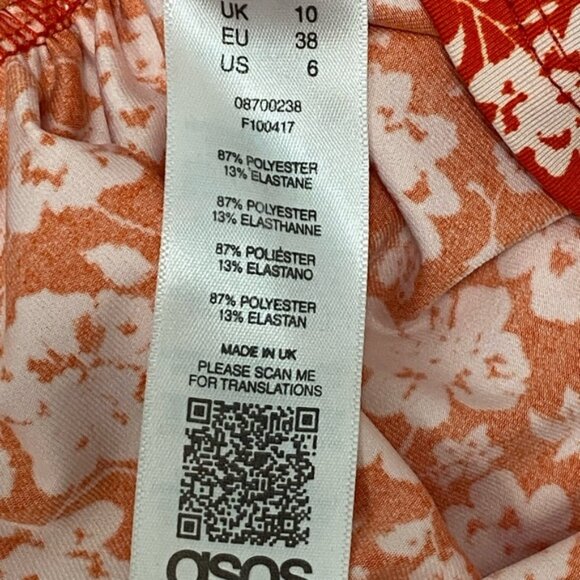 UK 10
EU 38
US 6
08700238
F100417
87% POLYESTER
13% ELASTANE
87% POLYESTER
13% ELASTHANNE
87% POLIÉSTER
13% ELASTANO
87% POLYESTER
13% ELASTAN
MADE IN UK
PLEASE SCAN ME
FOR TRANSLATIONS
asos